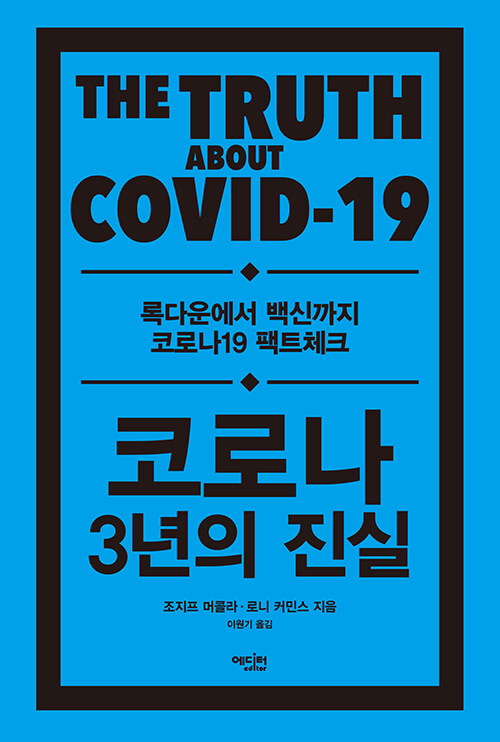 THE TRUTH
ABOUT
COVID-19
록다운에서 백신까지
코로나19 팩트체크
코로나
3년의 진실
조지프 머콜라·로니 커민스 지음
이원기 옮김
에디터
editor